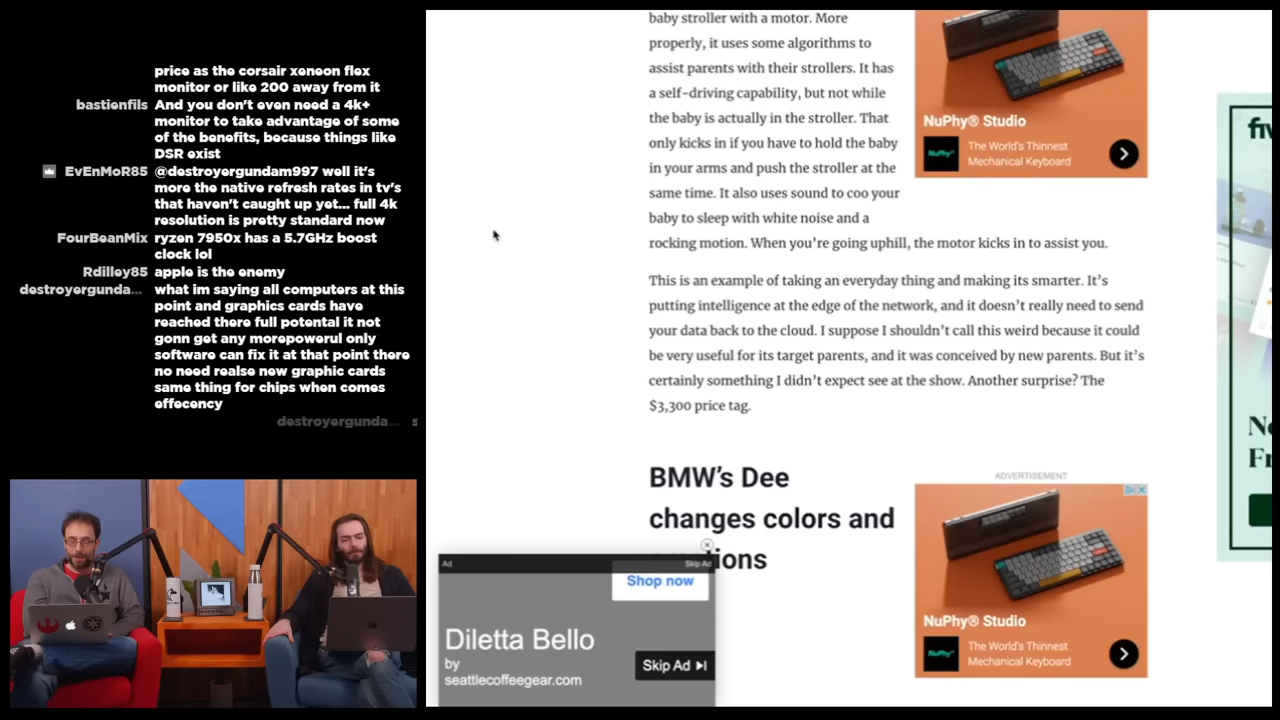 price as the corsair xeneon flex
monitor or like 200 away from it
bastienfils And you don't even need a 4k+
monitor to take advantage of some
of the benefits, because things like
DSR exist
EvEnMoR85 @destroyergundam997 well it's
more the native refresh rates in tv's
that haven't caught up yet... full 4k
resolution is pretty standard now
FourBeanMix ryzen 7950x has a 5.7GHz boost
clock lol
Rdilley85 apple is the enemy
destroyergunda... what im saying all computers at this
point and graphics cards have
reached there full potental it not
gonn get any morepowerul only
software can fix it at that point there
no need realse new graphic cards
same thing for chips when comes
effecency
destroyergunda... s
baby stroller with a motor. More
properly, it uses some algorithms to
assist parents with their strollers. It has
a self-driving capability, but not while
the baby is actually in the stroller. That
only kicks in if you have to hold the baby
in your arms and push the stroller at the
same time. It also uses sound to coo your
baby to sleep with white noise and a
rocking motion. When you're going uphill, the motor kicks in to assist you.
This is an example of taking an everyday thing and making its smarter. It's
putting intelligence at the edge of the network, and it doesn't really need to send
your data back to the cloud. I suppose I shouldn't call this weird because it could
be very useful for its target parents, and it was conceived by new parents. But it's
certainly something I didn't expect see at the show. Another surprise? The
$3,300 price tag.
BMW's Dee
changes colors and
NuPhy® Studio
NuPhy®
The World's Thinnest
Mechanical Keyboard
ADVERTISEMENT
NuPhy® Studio
NuPhy®
The World's Thinnest
Mechanical Keyboard
Ad
Skip Ad
Shop now
Diletta Bello
by
seattlecoffeegear.com
Skip Ad